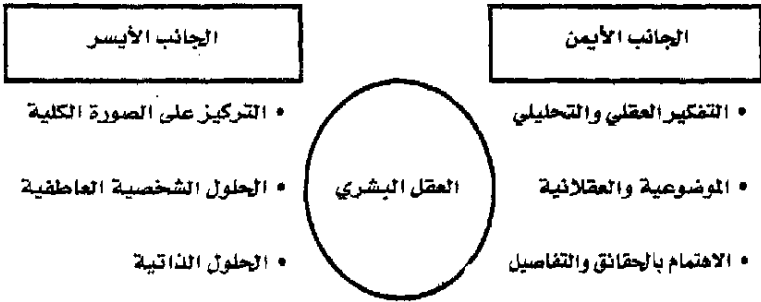 الجانب الأيمن
الجانب الأيسر
• التفكير العقلي والتحليلي
• التركيز على الصورة الكلية
• الموضوعية والعقلانية
العقل البشري
• الحلول الشخصية العاطفية
• الاهتمام بالحقائق والتفاصيل
• الحلول الذاتية